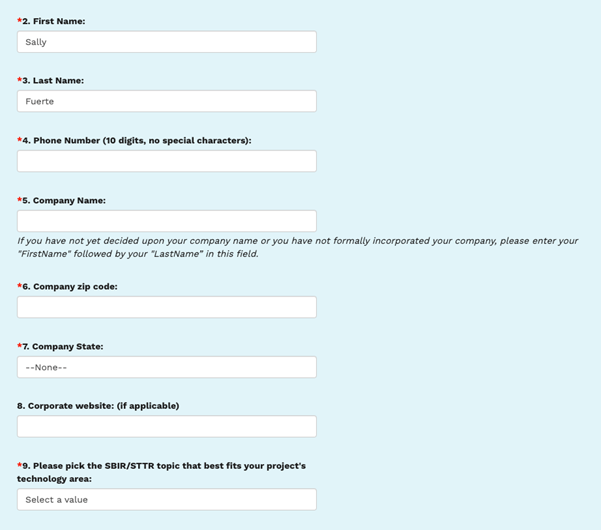 *2. First Name:
Sally
*3. Last Name:
Fuerte
*4. Phone Number (10 digits, no special characters):
*5. Company Name:
If you have not yet decided upon your company name or you have not formally incorporated your company, please enter your
"FirstName" followed by your "LastName" in this field.
*6. Company zip code:
*7. Company State:
--None--
8. Corporate website: (if applicable)
*9. Please pick the SBIR/STTR topic that best fits your project's
technology area:
Select a value